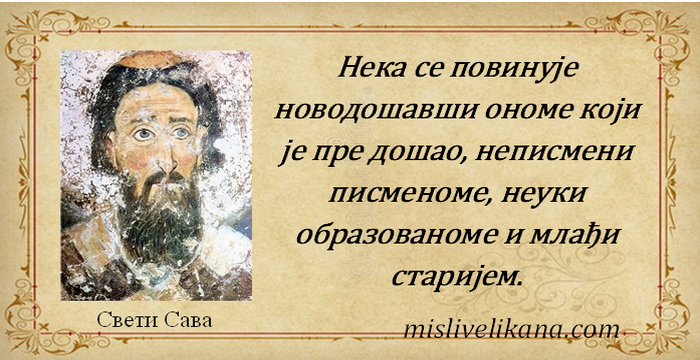 Нека се повинује
новодошавши ономе који
је пре дошао, неписмени
писменоме, неуки
образованоме и млађи
старијем.
Свети Сава
mislivelikana.com